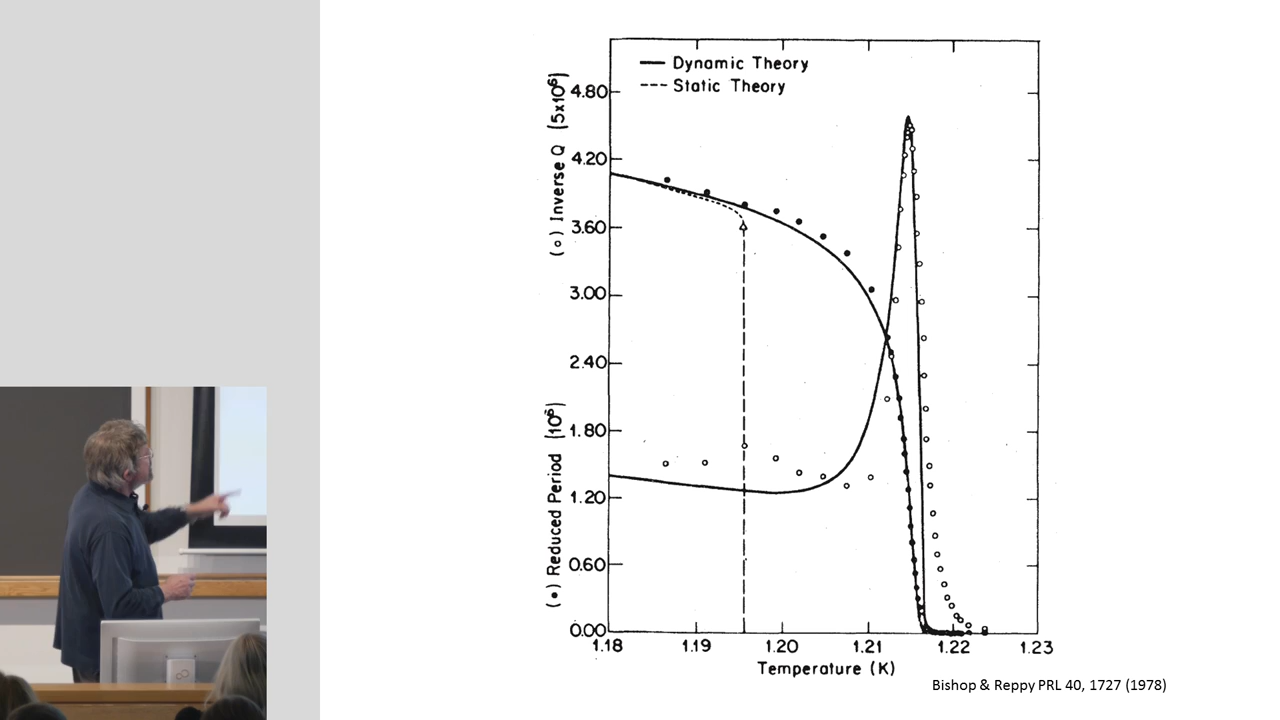 Dynamic Theory
Static Theory
(o) Inverse Q [5x10⁶]
(•) Reduced Period [10⁶]
4.80
4.20
3.60
3.00
2.40
1.80
1.20
0.60
0.00
1.18 1.19 1.20 1.21 1.22 1.23
Temperature (K)
Bishop & Reppy PRL 40, 1727 (1978)